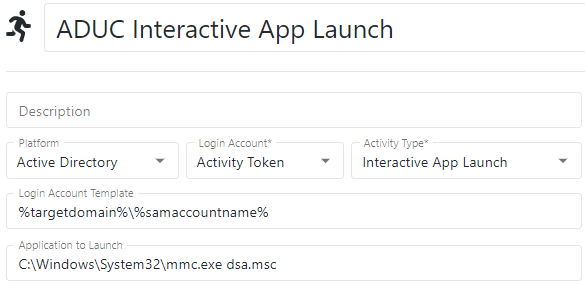 ADUC Interactive App Launch
Description
Platform
Active Directory
Login Account*
Activity Token
Activity Type*
Interactive App Launch
Login Account Template
%targetdomain%\%samaccountname%
Application to Launch
C:\Windows\System32\mmc.exe dsa.msc